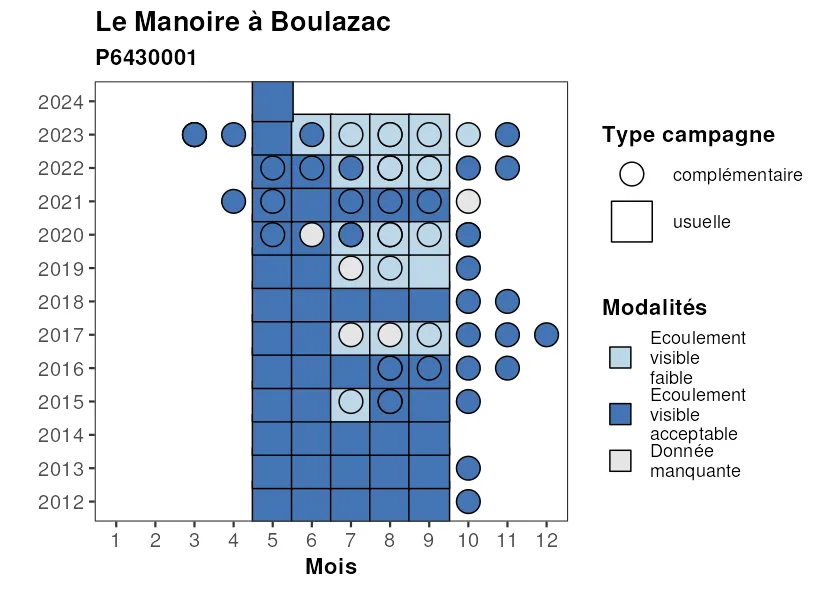 Le Manoire à Boulazac
P6430001
2024
2023
2022
2021
2020
2019
2018
2017
2016
2015
2014
2013
2012
1 2 3 4 5 6 7 8 9 10 11 12
Mois
Type campagne
complémentaire
usuelle
Modalités
Ecoulement
visible
faible
Ecoulement
visible
acceptable
Donnée
manquante